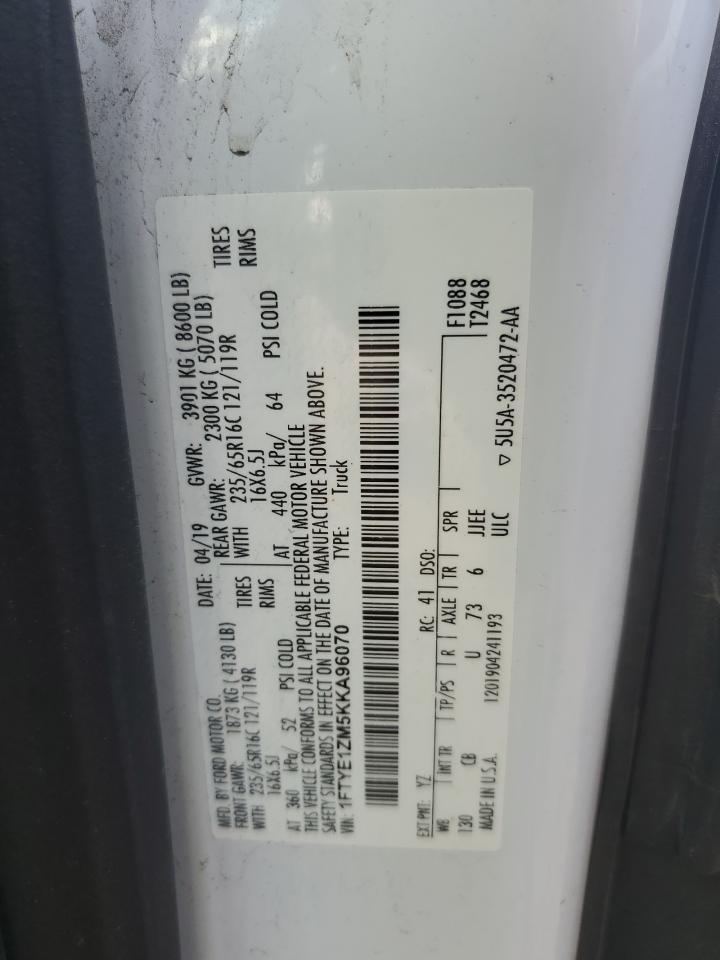 MFD. BY FORD MOTOR CO. DATE: 04/19 GVWR: 3901 KG ( 8600 LB)
FRONT GAWR: 1873 KG ( 4130 LB) REAR GAWR: 2300 KG ( 5070 LB)
WITH 235/65R16C 121/119R TIRES WITH 235/65R16C 121/119R TIRES
16X6.5J RIMS 16X6.5J RIMS
AT 360 kPa/ 52 PSI COLD AT 440 kPa/ 64 PSI COLD
THIS VEHICLE CONFORMS TO ALL APPLICABLE FEDERAL MOTOR VEHICLE
SAFETY STANDARDS IN EFFECT ON THE DATE OF MANUFACTURE SHOWN ABOVE.
VIN: 1FTYE1ZM5KKA96070 TYPE: Truck
EXT PNT: YZ RC: 41 DSO:
WB INT TR TP/PS R AXLE TR SPR F1088
130 CB U 73 6 JJEE T2468
MADE IN U.S.A. 1201904241193 ULC
▽ 5U5A-3520472-AA